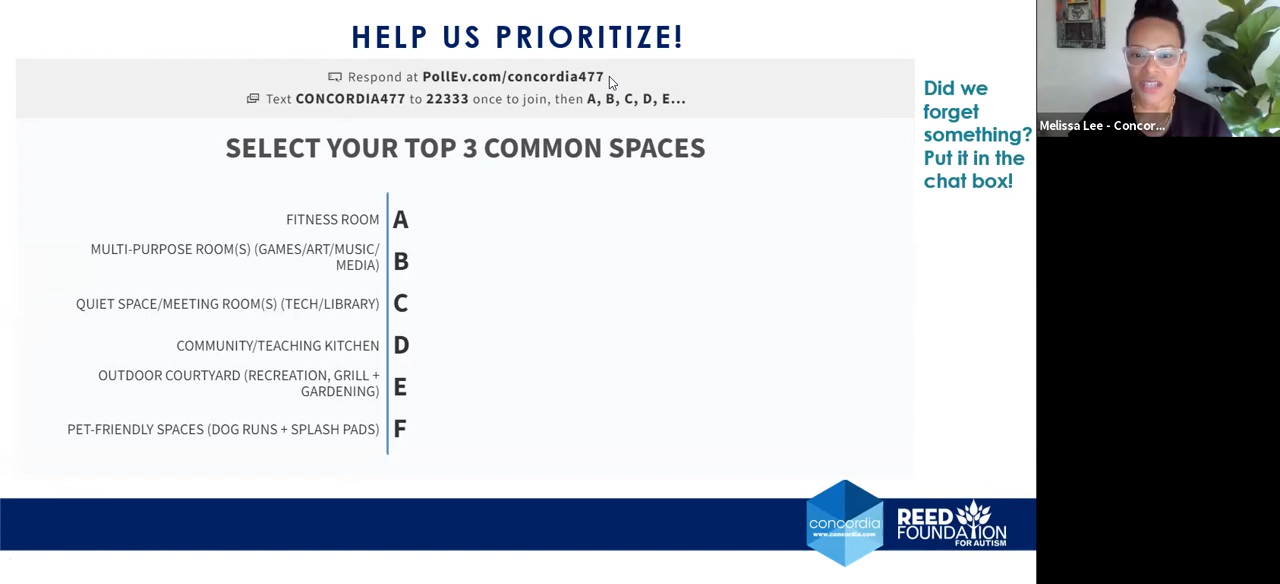 HELP US PRIORITIZE!
Respond at PollEv.com/concordia477
Text CONCORDIA477 to 22333 once to join, then A, B, C, D, E...
SELECT YOUR TOP 3 COMMON SPACES
FITNESS ROOM A
MULTI-PURPOSE ROOM(S) (GAMES/ART/MUSIC/
MEDIA) B
QUIET SPACE/MEETING ROOM(S) (TECH/LIBRARY) C
COMMUNITY/TEACHING KITCHEN D
OUTDOOR COURTYARD (RECREATION, GRILL +
GARDENING) E
PET-FRIENDLY SPACES (DOG RUNS + SPLASH PADS) F
Did we
forget
something?
Put it in the
chat box!
Melissa Lee - Concor...
concordia
www.concordia.com
REED
FOUNDATION
FOR AUTISM